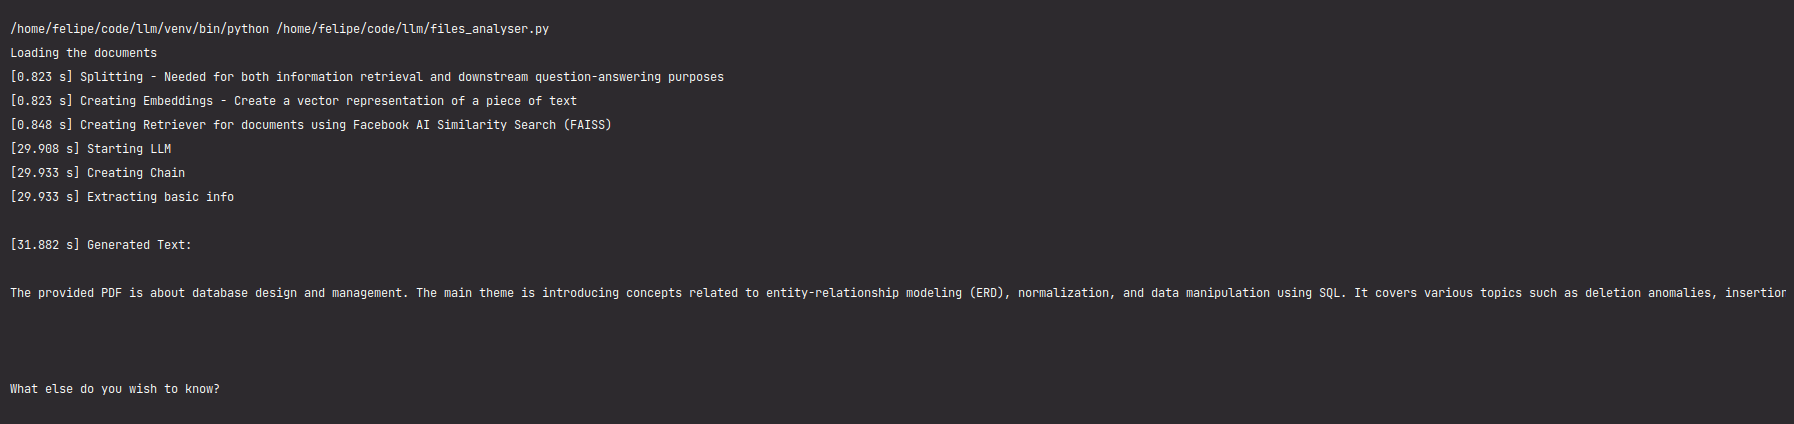 /home/felipe/code/llm/venv/bin/python /home/felipe/code/llm/files_analyser.py
Loading the documents
[0.823 s] Splitting - Needed for both information retrieval and downstream question-answering purposes
[0.823 s] Creating Embeddings - Create a vector representation of a piece of text
[0.848 s] Creating Retriever for documents using Facebook AI Similarity Search (FAISS)
[29.908 s] Starting LLM
[29.933 s] Creating Chain
[29.933 s] Extracting basic info
[31.882 s] Generated Text:
The provided PDF is about database design and management. The main theme is introducing concepts related to entity-relationship modeling (ERD), normalization, and data manipulation using SQL. It covers various topics such as deletion anomalies, insertion
What else do you wish to know?